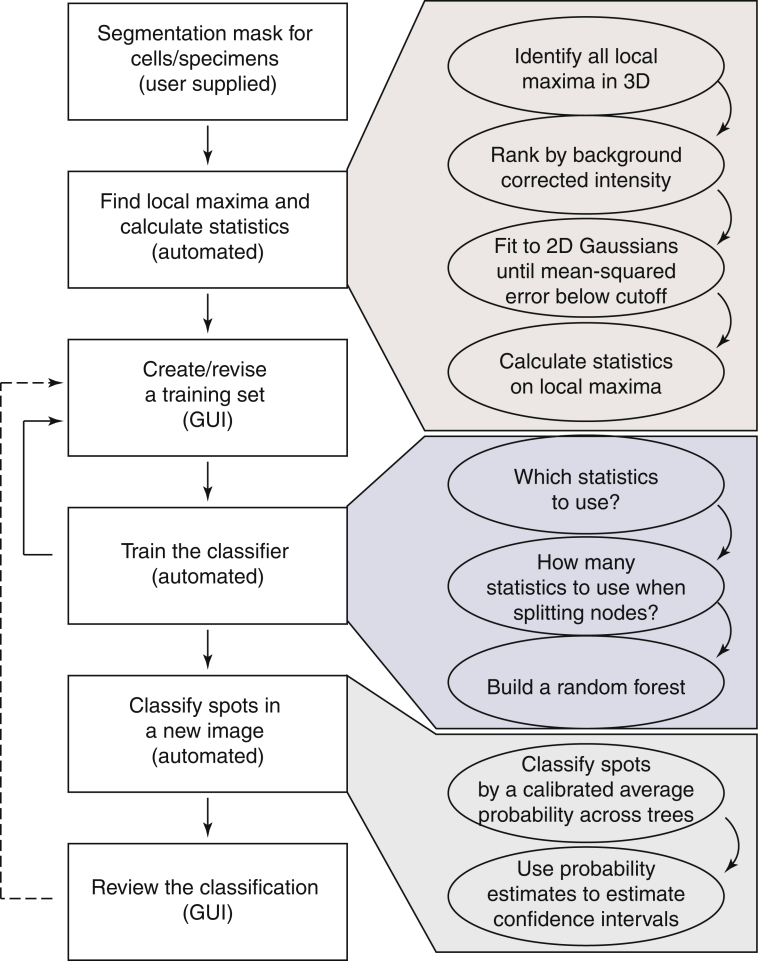 Segmentation mask for
cells/specimens
(user supplied)
Find local maxima and
calculate statistics
(automated)
Create/revise
a training set
(GUI)
Train the classifier
(automated)
Classify spots in
a new image
(automated)
Review the classification
(GUI)
Identify all local
maxima in 3D
Rank by background
corrected intensity
Fit to 2D Gaussians
until mean-squared
error below cutoff
Calculate statistics
on local maxima
Which statistics
to use?
How many
statistics to use when
splitting nodes?
Build a random forest
Classify spots
by a calibrated average
probability across trees
Use probability
estimates to estimate
confidence intervals